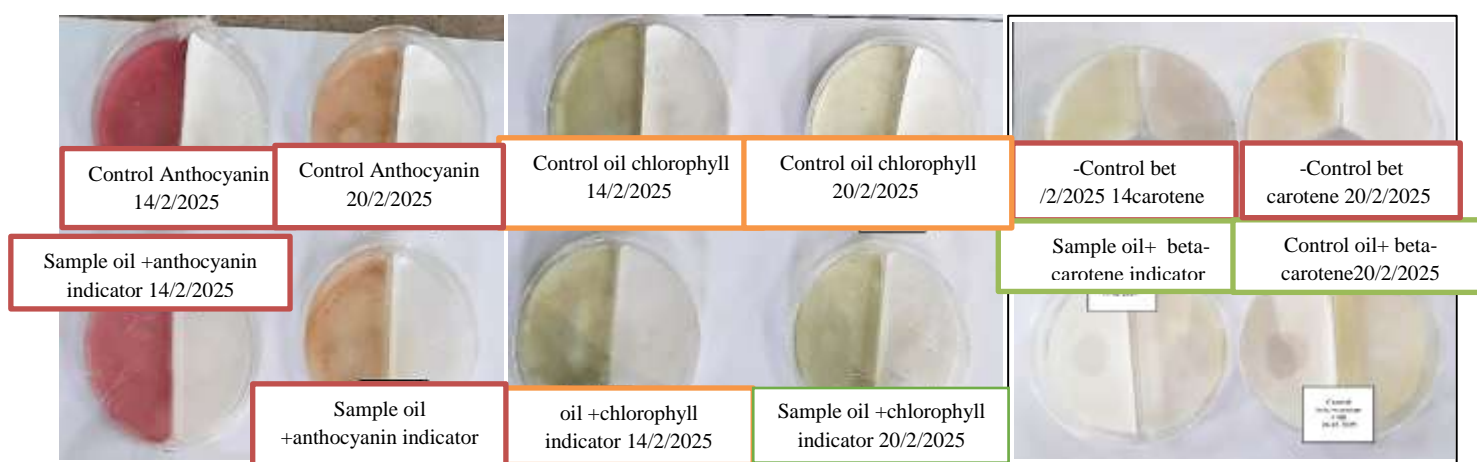 Control Anthocyanin
14/2/2025
Control Anthocyanin
20/2/2025
Control oil chlorophyll
14/2/2025
Control oil chlorophyll
20/2/2025
-Control bet
/2/2025 14carotene
-Control bet
carotene 20/2/2025
Sample oil +anthocyanin
indicator 14/2/2025
Sample oil+ beta-
carotene indicator
Control oil+ beta-
carotene20/2/2025
Sample oil
+anthocyanin indicator
oil +chlorophyll
indicator 14/2/2025
Sample oil +chlorophyll
indicator 20/2/2025
Control